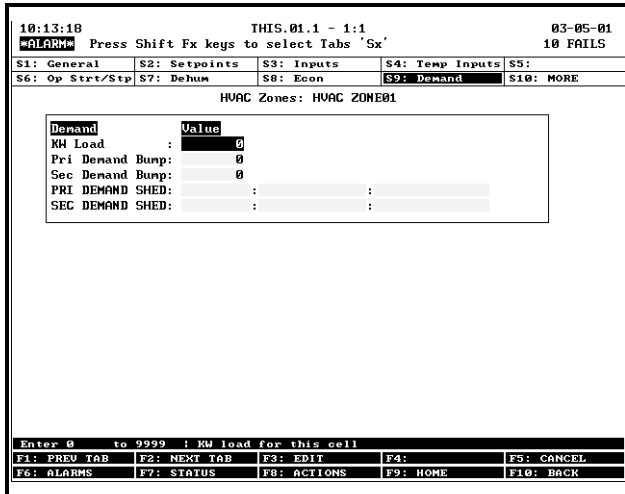 10:13:18 THIS.01.1 - 1:1 03-05-01
*ALARM* Press Shift Fx keys to select Tabs 'Sx' 10 FAILS
S1: General S2: Setpoints S3: Inputs S4: Temp Inputs S5:
S6: Op Strt/Stp S7: Dehum S8: Econ S9: Demand S10: MORE
HVAC Zones: HVAC ZONE01
Demand Value
KW Load : 0
Pri Demand Bump: 0
Sec Demand Bump: 0
PRI DEMAND SHED: : :
SEC DEMAND SHED: : :
Enter 0 to 9999 ¦ KW load for this cell
F1: PREV TAB F2: NEXT TAB F3: EDIT F4: F5: CANCEL
F6: ALARMS F7: STATUS F8: ACTIONS F9: HOME F10: BACK